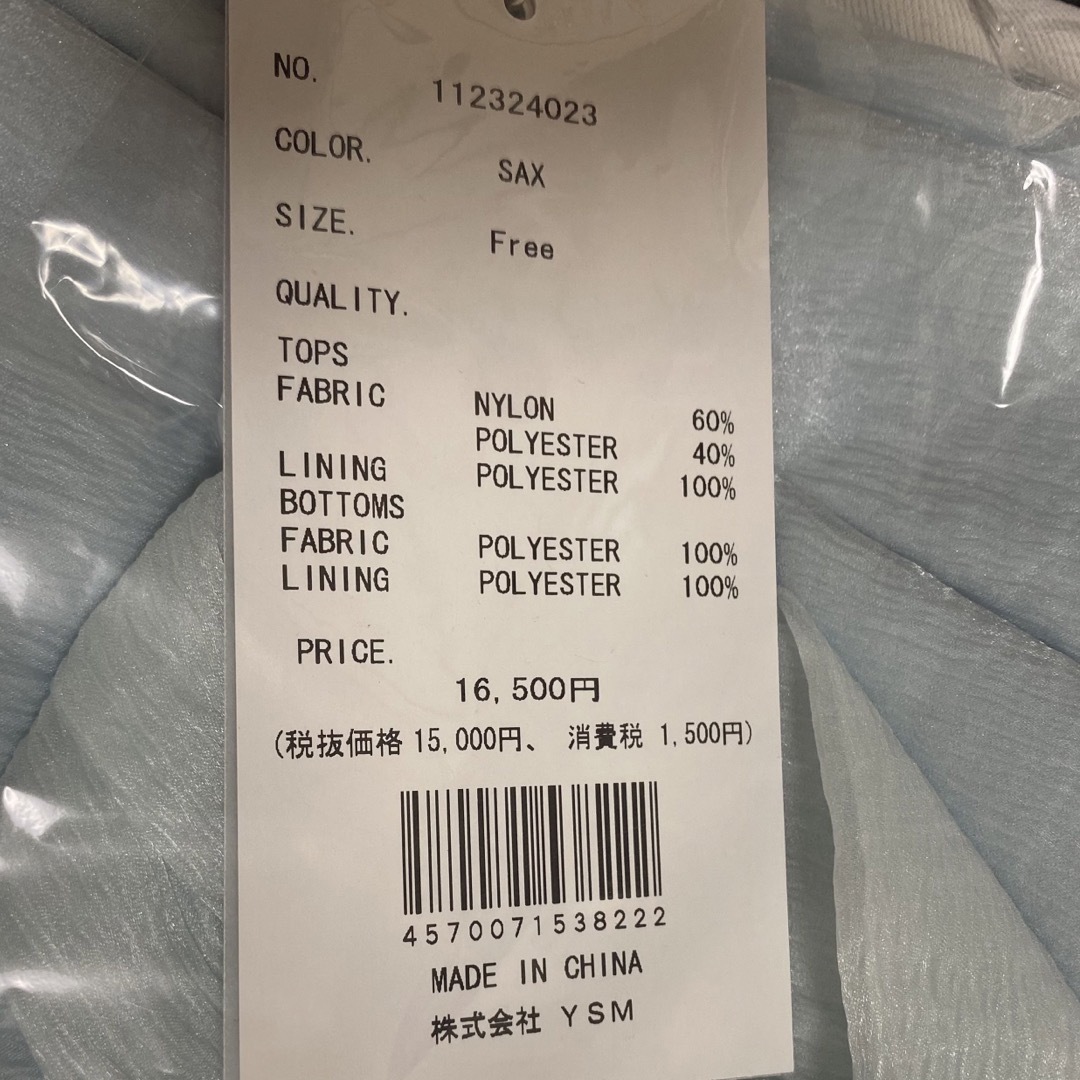 NO. 112324023
COLOR. SAX
SIZE. Free
QUALITY.
TOPS
FABRIC NYLON 60%
POLYESTER 40%
LINING POLYESTER 100%
BOTTOMS
FABRIC POLYESTER 100%
LINING POLYESTER 100%
PRICE.
16,500円
(税抜価格 15,000円、 消費税 1,500円)
4570071538222
MADE IN CHINA
株式会社 YSM